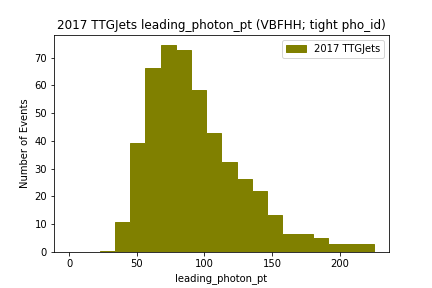 2017 TTGJets leading_photon_pt (VBFHH; tight pho_id)
2017 TTGJets
70
60
50
40
30
20
10
0
Number of Events
0 50 100 150 200
leading_photon_pt